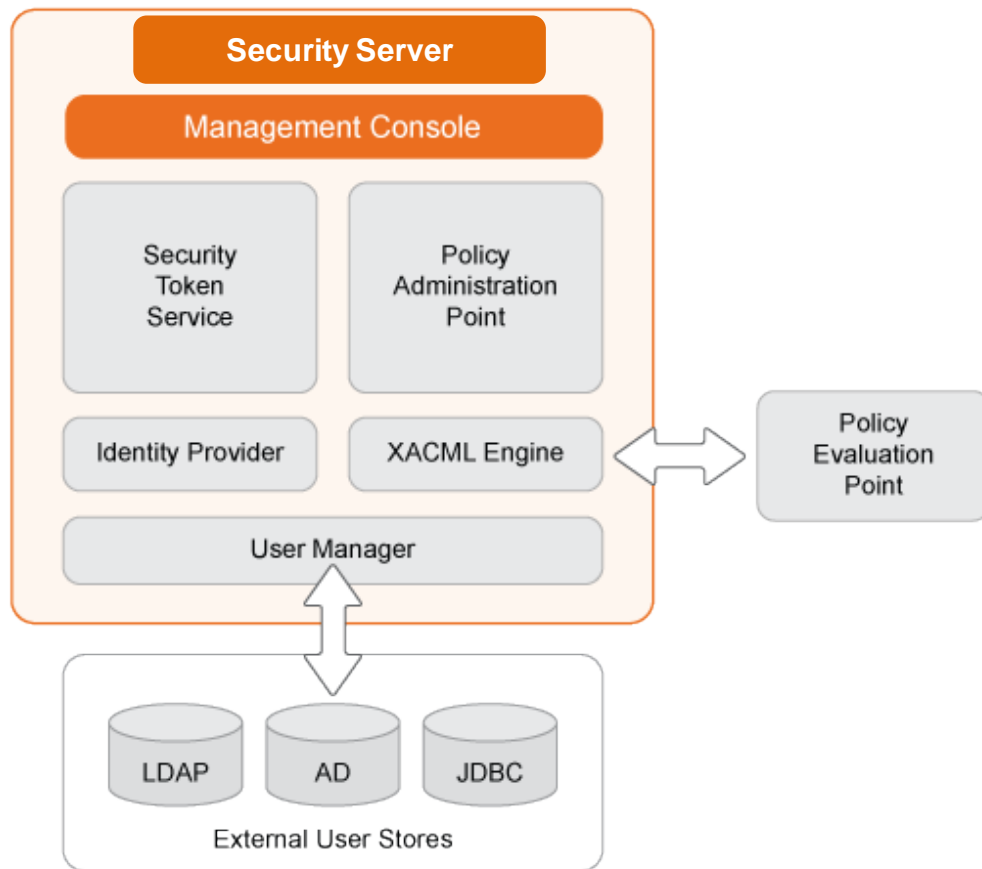 Security Server
Management Console
Security
Token
Service
Policy
Administration
Point
Identity Provider
XACML Engine
Policy
Evaluation
Point
User Manager
LDAP
AD
JDBC
External User Stores